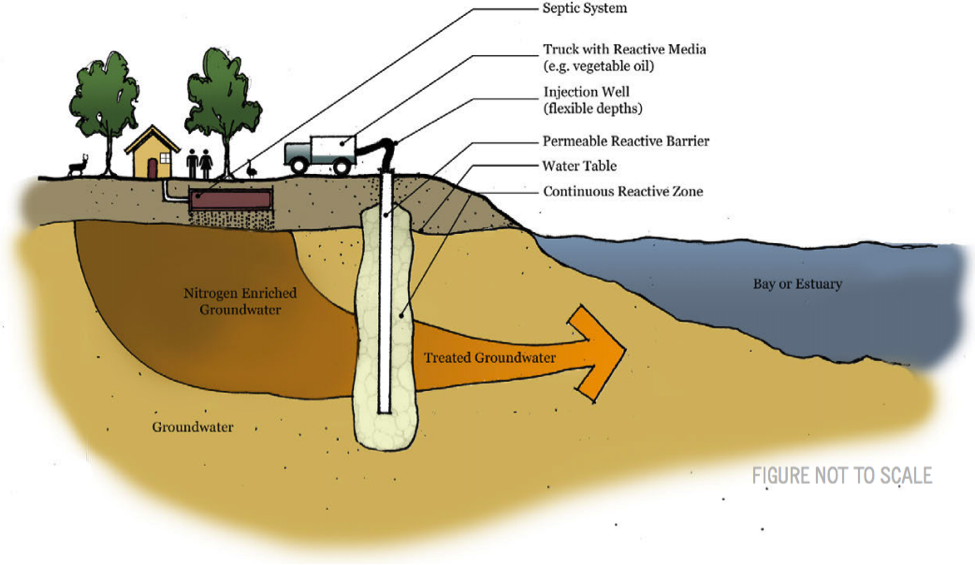 Septic System
Truck with Reactive Media
(e.g. vegetable oil)
Injection Well
(flexible depths)
Permeable Reactive Barrier
Water Table
Continuous Reactive Zone
Nitrogen Enriched
Groundwater
Bay or Estuary
Treated Groundwater
Groundwater
FIGURE NOT TO SCALE